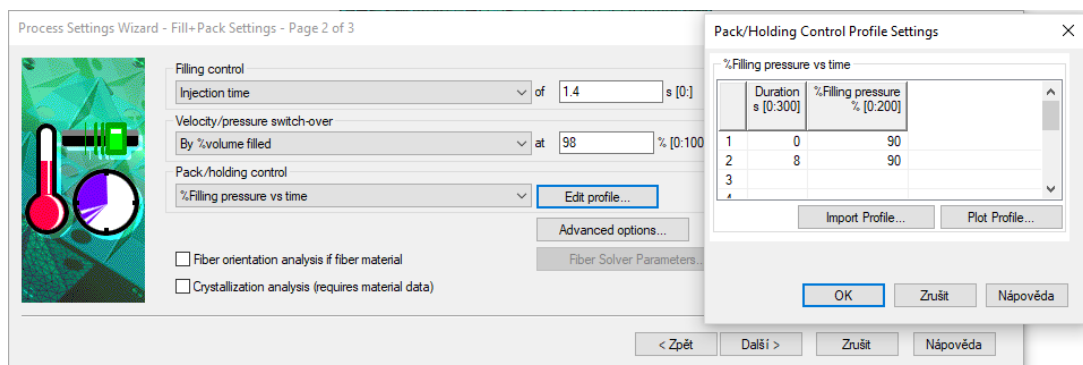 Process Settings Wizard - Fill+Pack Settings - Page 2 of 3
Filling control
Injection time of 1.4 s [0:]
Velocity/pressure switch-over
By %volume filled at 98 % [0:100
Pack/holding control
%Filling pressure vs time Edit profile...
Advanced options...
Fiber orientation analysis if fiber material Fiber Solver Parameters..
Crystallization analysis (requires material data)
< Zpět Další > Zrušit Nápověda
Pack/Holding Control Profile Settings
%Filling pressure vs time
Duration %Filling pressure
s [0:300] % [0:200]
1 0 90
2 8 90
3
Import Profile... Plot Profile...
OK Zrušit Nápověda